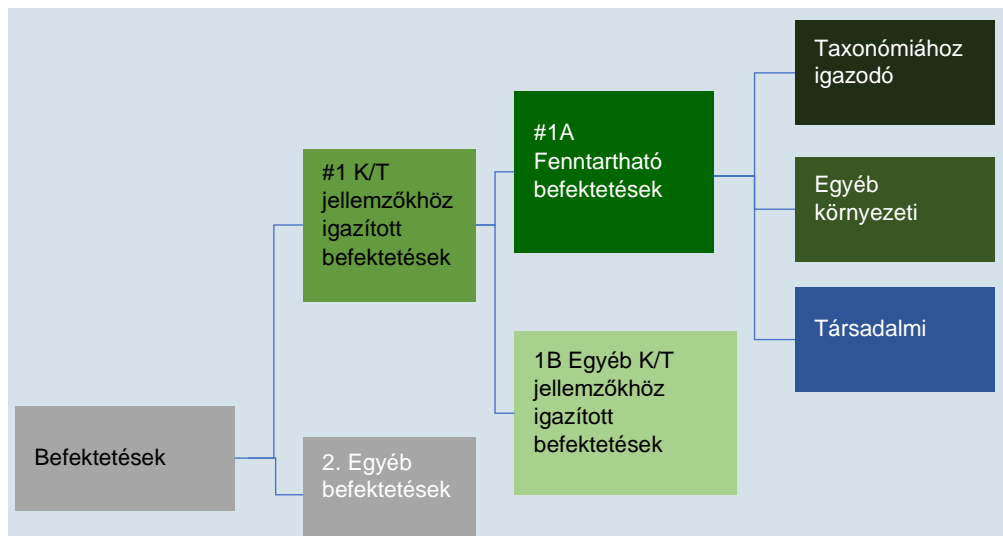 Befektetések
#1 K/T
jellemzőkhöz
igazított
befektetések
2. Egyéb
befektetések
#1A
Fenntartható
befektetések
1B Egyéb K/T
jellemzőkhöz
igazított
befektetések
Taxonómiához
igazodó
Egyéb
környezeti
Társadalmi